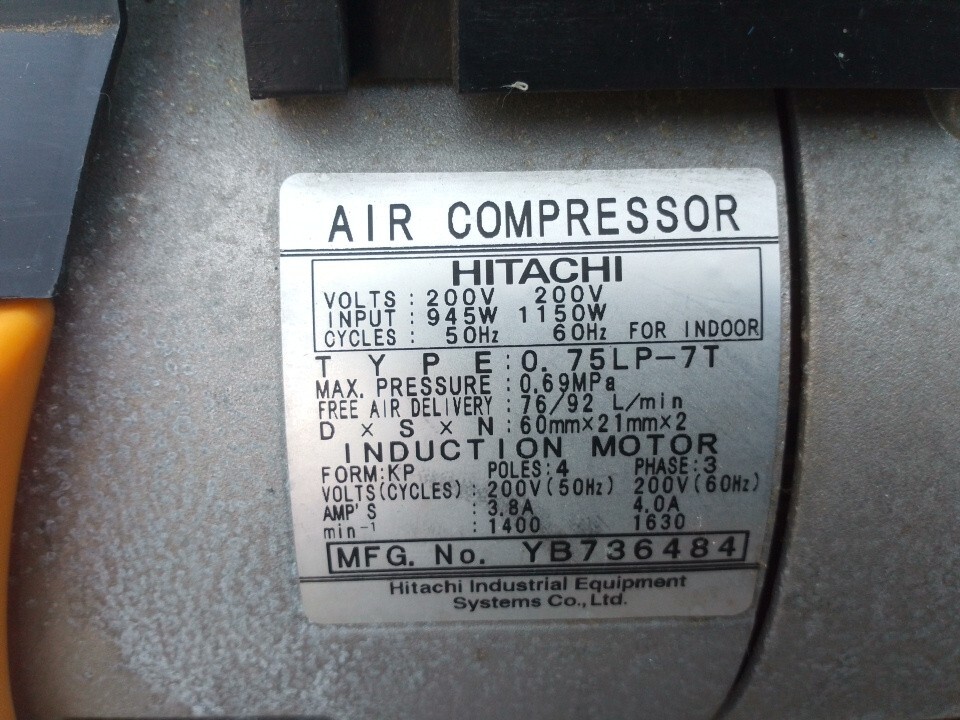 AIR COMPRESSOR
HITACHI
VOLTS : 200V 200V
INPUT : 945W 1150W
CYCLES : 50Hz 60Hz FOR INDOOR
TYPE : 0.75LP-7T
MAX. PRESSURE : 0.69MPa
FREE AIR DELIVERY : 76/92 L/min
D × S × N : 60mm×21mm×2
INDUCTION MOTOR
FORM:KP POLES:4 PHASE:3
VOLTS(CYCLES) : 200V(50Hz) 200V(60Hz)
AMP'S : 3.8A 4.0A
min⁻¹ : 1400 1630
MFG. No. YB736484
Hitachi Industrial Equipment
Systems Co.,Ltd.